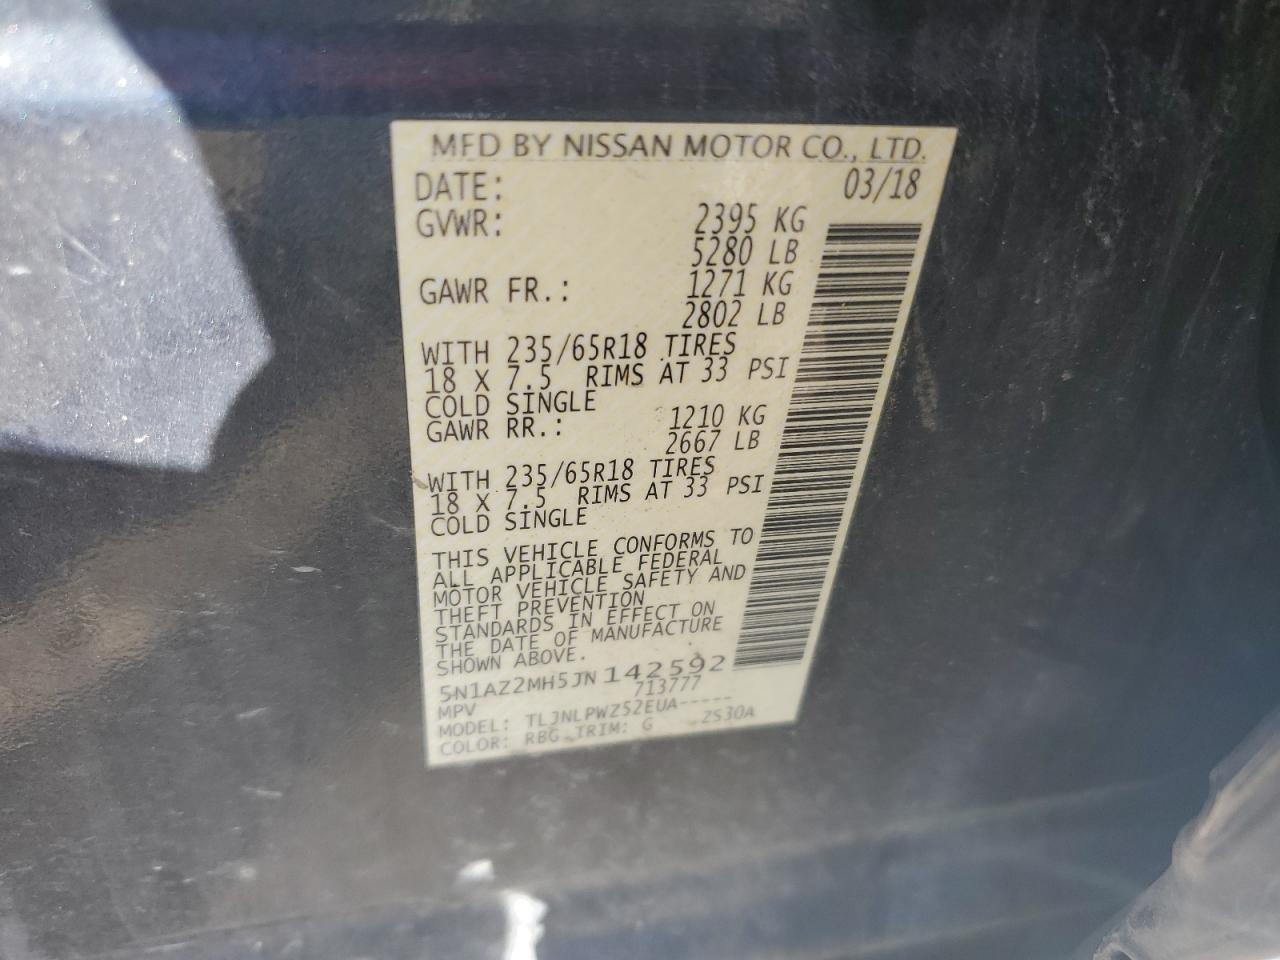 MFD BY NISSAN MOTOR CO., LTD.
DATE: 03/18
GVWR: 2395 KG
5280 LB
GAWR FR.: 1271 KG
2802 LB
WITH 235/65R18 TIRES
18 X 7.5 RIMS AT 33 PSI
COLD SINGLE
GAWR RR.: 1210 KG
2667 LB
WITH 235/65R18 TIRES
18 X 7.5 RIMS AT 33 PSI
COLD SINGLE
THIS VEHICLE CONFORMS TO
ALL APPLICABLE FEDERAL
MOTOR VEHICLE SAFETY AND
THEFT PREVENTION
STANDARDS IN EFFECT ON
THE DATE OF MANUFACTURE
SHOWN ABOVE.
5N1AZ2MH5JN142592
MPV 713777
MODEL: TLJNLPWZ52EUA-----
COLOR: RBG TRIM: G ZS30A